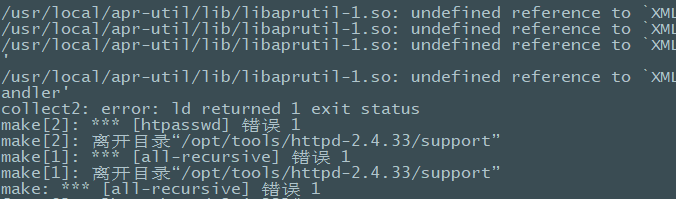 /usr/local/apr-util/lib/libaprutil-1.so: undefined reference to `XML
/usr/local/apr-util/lib/libaprutil-1.so: undefined reference to `XML
/usr/local/apr-util/lib/libaprutil-1.so: undefined reference to `XML
'
/usr/local/apr-util/lib/libaprutil-1.so: undefined reference to `XML
andler'
collect2: error: ld returned 1 exit status
make[2]: *** [htpasswd] 错误 1
make[2]: 离开目录“/opt/tools/httpd-2.4.33/support”
make[1]: *** [all-recursive] 错误 1
make[1]: 离开目录“/opt/tools/httpd-2.4.33/support”
make: *** [all-recursive] 错误 1